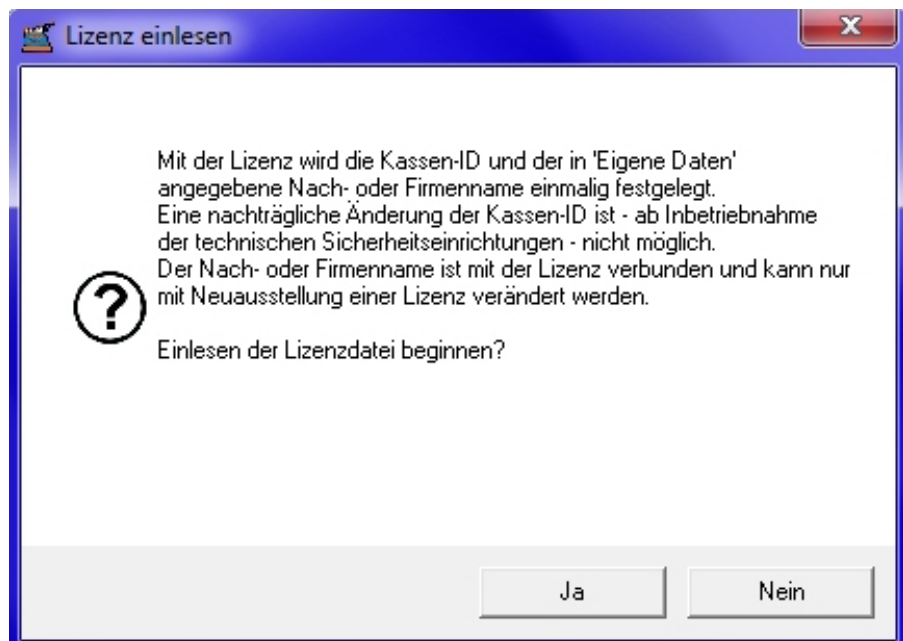 Lizenz einlesen
Mit der Lizenz wird die Kassen-ID und der in 'Eigene Daten'
angegebene Nach- oder Firmenname einmalig festgelegt.
Eine nachträgliche Änderung der Kassen-ID ist - ab Inbetriebnahme
der technischen Sicherheitseinrichtungen - nicht möglich.
Der Nach- oder Firmenname ist mit der Lizenz verbunden und kann nur
mit Neuausstellung einer Lizenz verändert werden.
Einlesen der Lizenzdatei beginnen?
Ja
Nein